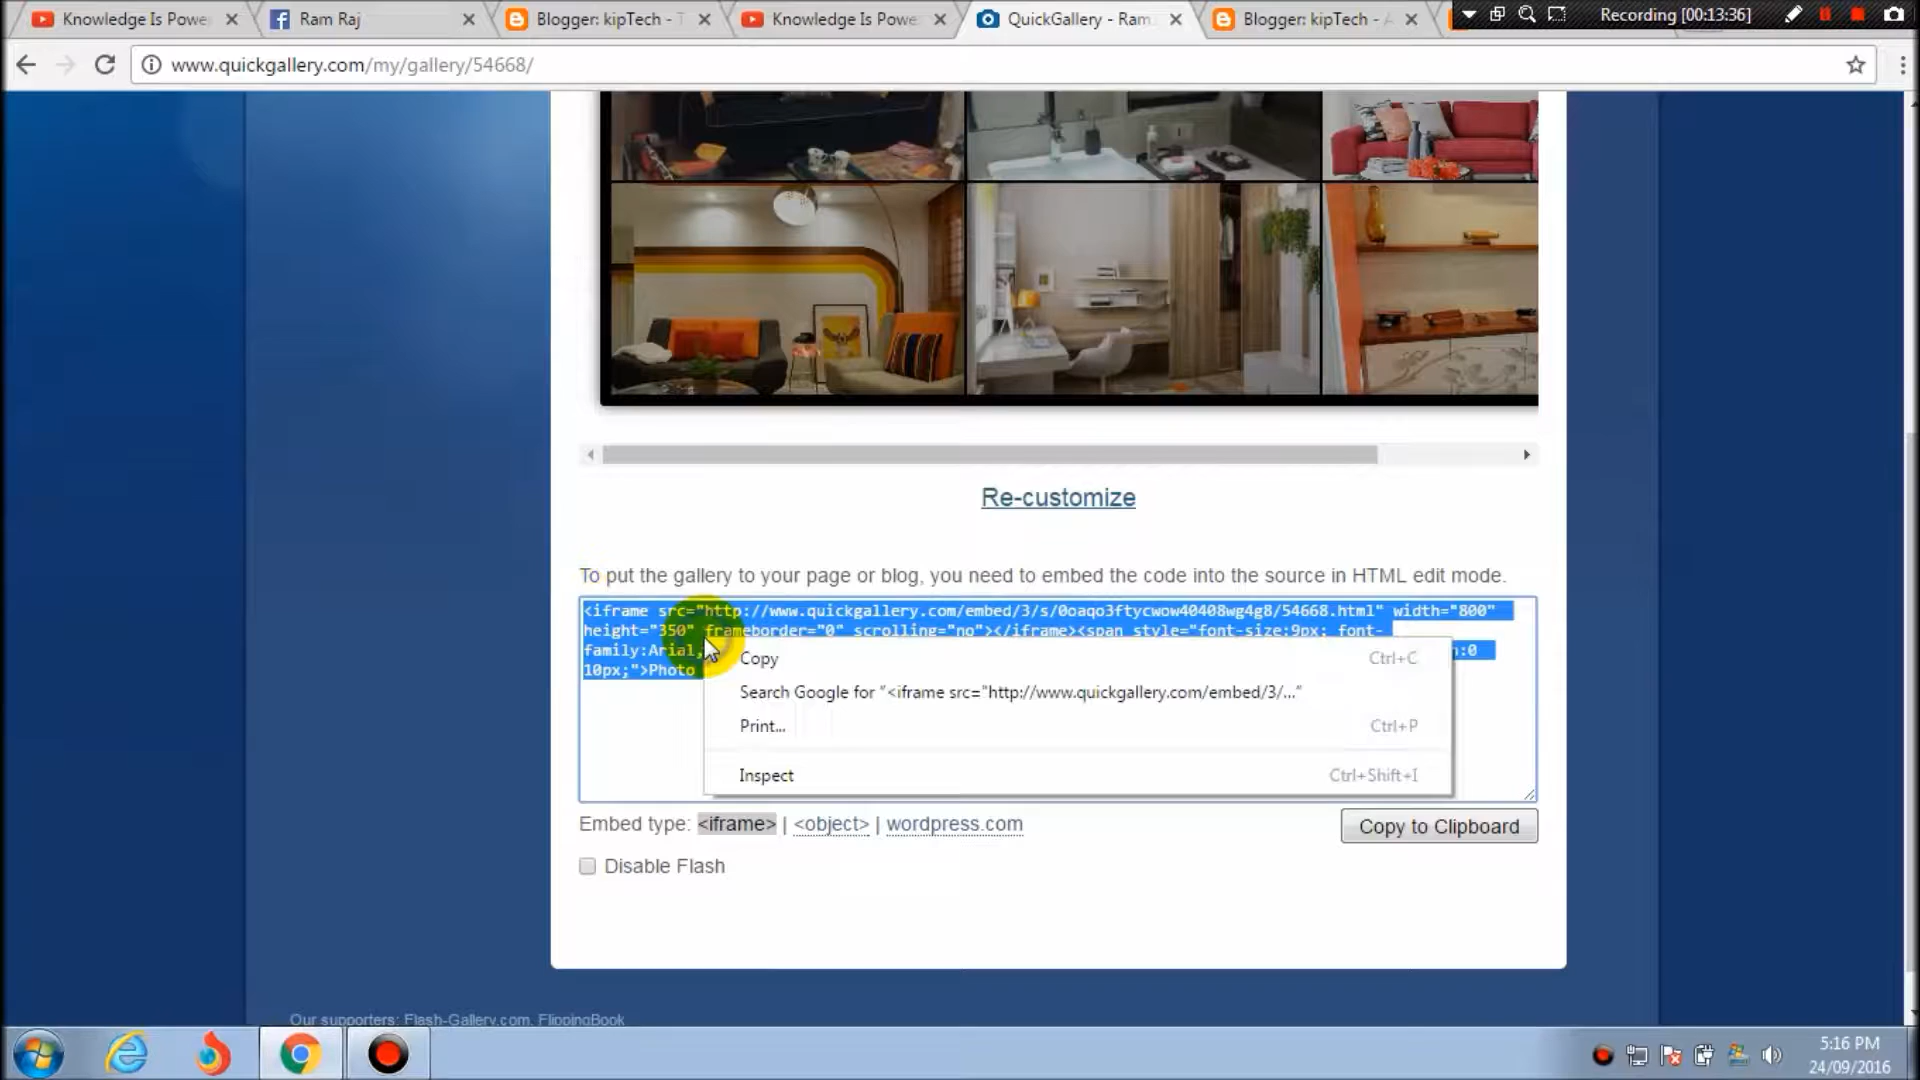 Knowledge Is Powe
Ram Raj
Blogger: kipTech - T
Knowledge Is Powe
QuickGallery - Ram
Blogger: kipTech - A
Recording [00:13:36]
www.quickgallery.com/my/gallery/54668/
Re-customize
To put the gallery to your page or blog, you need to embed the code into the source in HTML edit mode.
<iframe src="http://www.quickgallery.com/embed/3/s/0oaqo3ftycwow40408wg4g8/54668.html" width="800"
height="350" frameborder="0" scrolling="no"></iframe><span style="font-size:9px; font-
family:Arial,
:0
10px;">Photo
Copy Ctrl+C
Search Google for "<iframe src="http://www.quickgallery.com/embed/3/..."
Print... Ctrl+P
Inspect Ctrl+Shift+I
Embed type: <iframe> | <object> | wordpress.com
Copy to Clipboard
Disable Flash
Our supporters: Flash-Gallery.com, FlippingBook
5:16 PM
24/09/2016